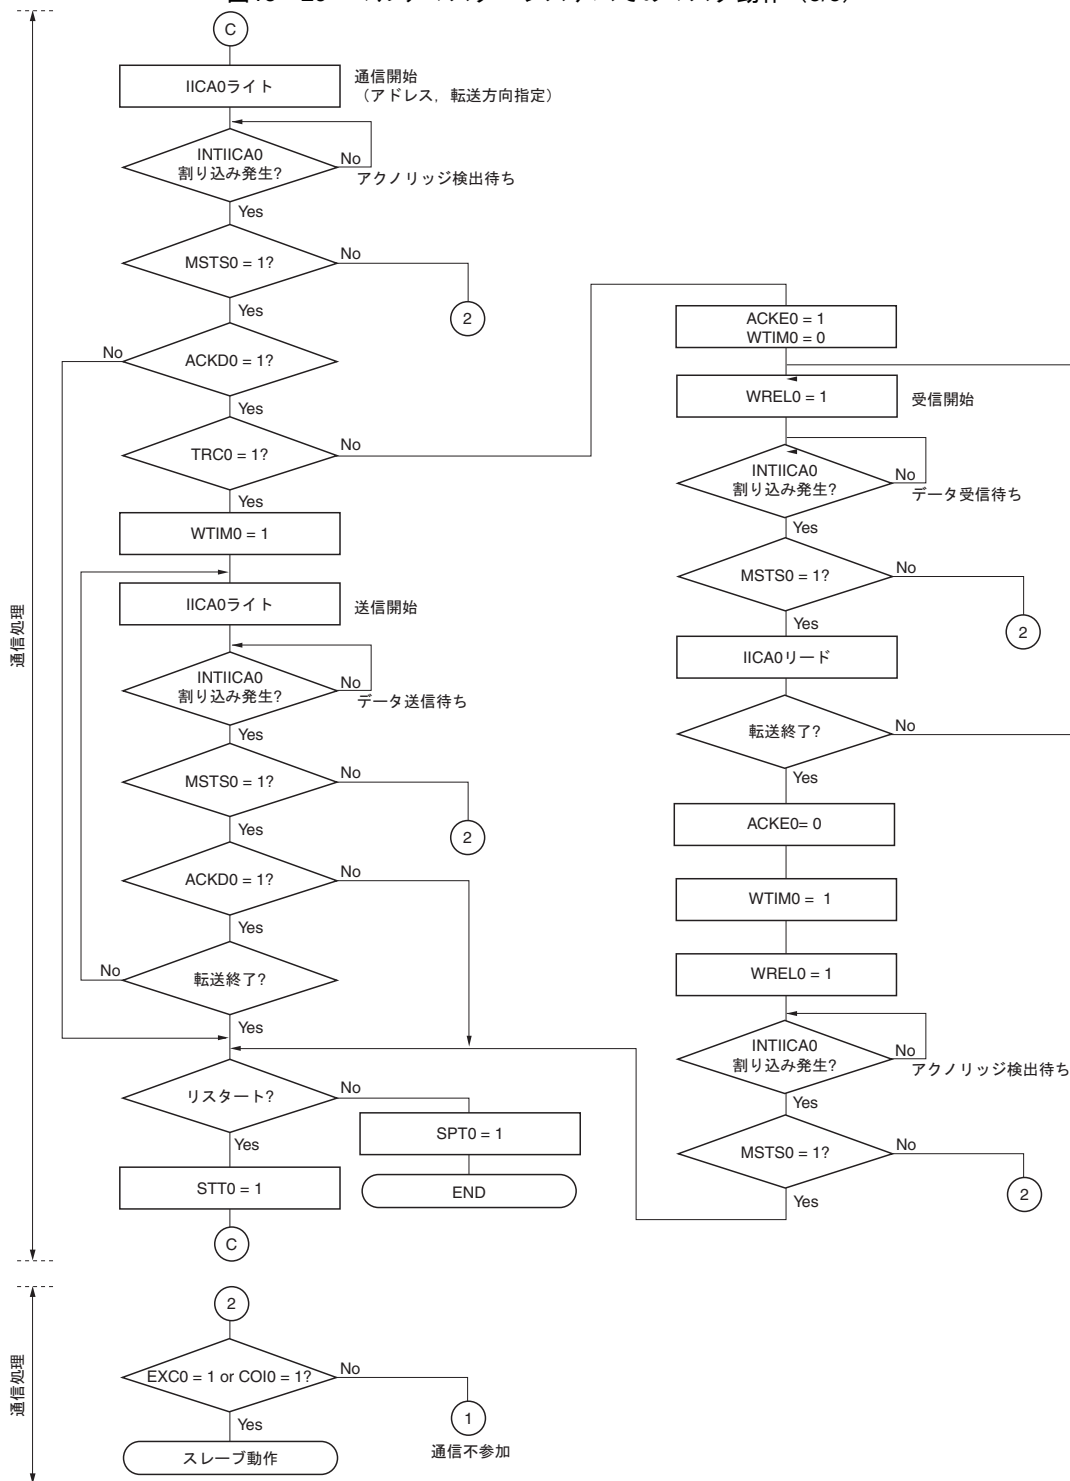 C
IICA0ライト
通信開始
（アドレス，転送方向指定）
INTIICA0
割り込み発生?
No
アクノリッジ検出待ち
Yes
MSTS0 = 1?
No
2
Yes
ACKD0 = 1?
No
Yes
TRC0 = 1?
No
Yes
WTIM0 = 1
IICA0ライト
送信開始
INTIICA0
割り込み発生?
No
データ送信待ち
Yes
MSTS0 = 1?
No
2
Yes
ACKD0 = 1?
No
Yes
転送終了?
No
Yes
リスタート?
No
SPT0 = 1
END
Yes
STT0 = 1
C
通信処理
ACKE0 = 1
WTIM0 = 0
WREL0 = 1
受信開始
INTIICA0
割り込み発生?
No
データ受信待ち
Yes
MSTS0 = 1?
No
2
Yes
IICA0リード
転送終了?
No
Yes
ACKE0= 0
WTIM0 = 1
WREL0 = 1
INTIICA0
割り込み発生?
No
アクノリッジ検出待ち
Yes
MSTS0 = 1?
No
2
Yes
2
EXC0 = 1 or COI0 = 1?
No
1
通信不参加
Yes
スレーブ動作
通信処理